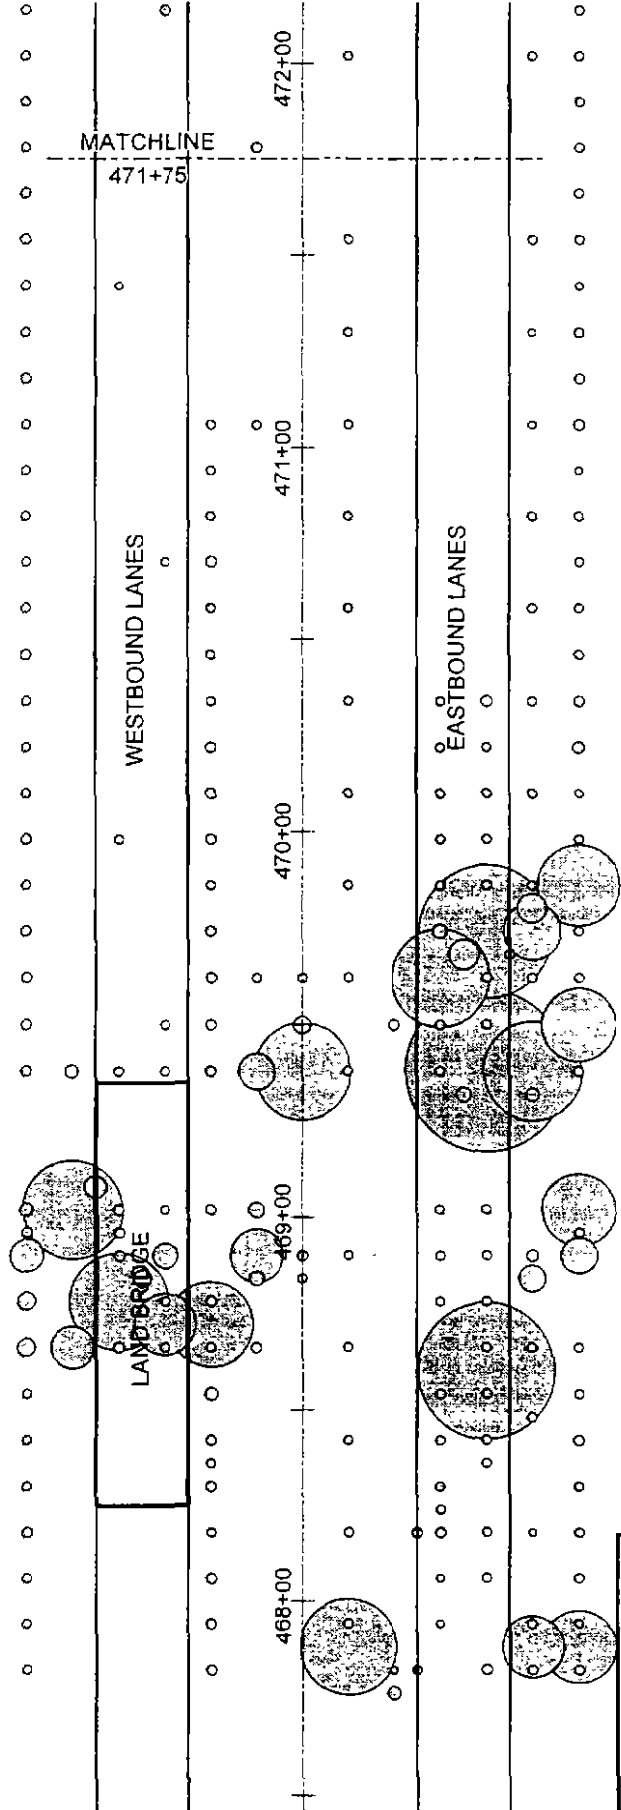 472+00
MATCHLINE
471+75
471+00
WESTBOUND LANES
EASTBOUND LANES
470+00
469+00
LAND BRIDGE
468+00